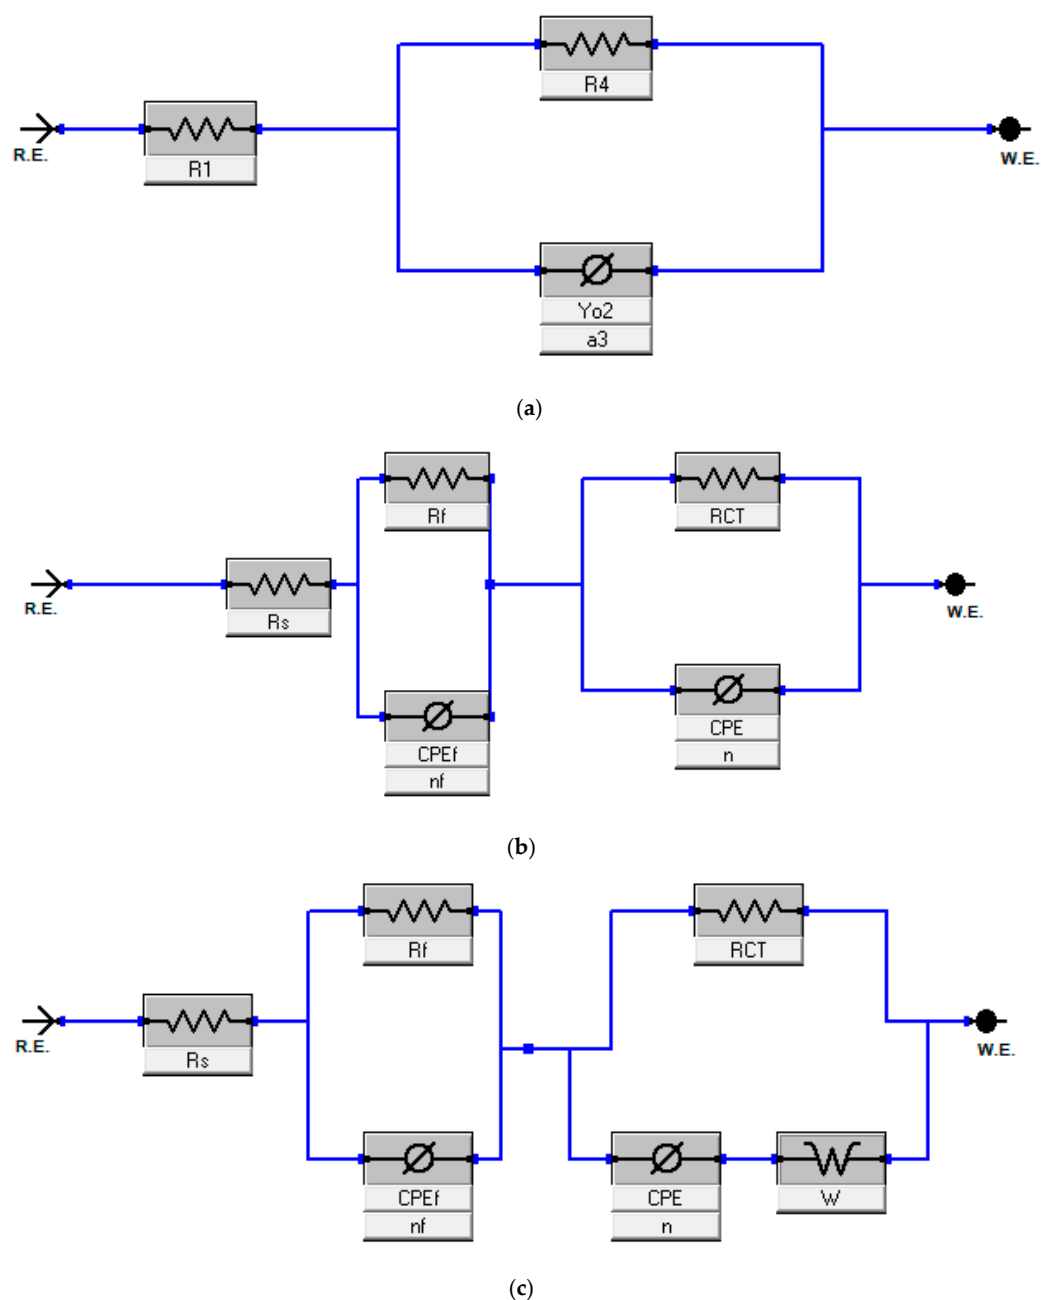 R4
R.E.
R1
W.E.
Yo2
a3
(a)
Rf
RCT
R.E.
Rs
W.E.
CPEf
nf
CPE
n
(b)
Rf
RCT
R.E.
Rs
W.E.
CPEf
nf
CPE
n
W
(c)